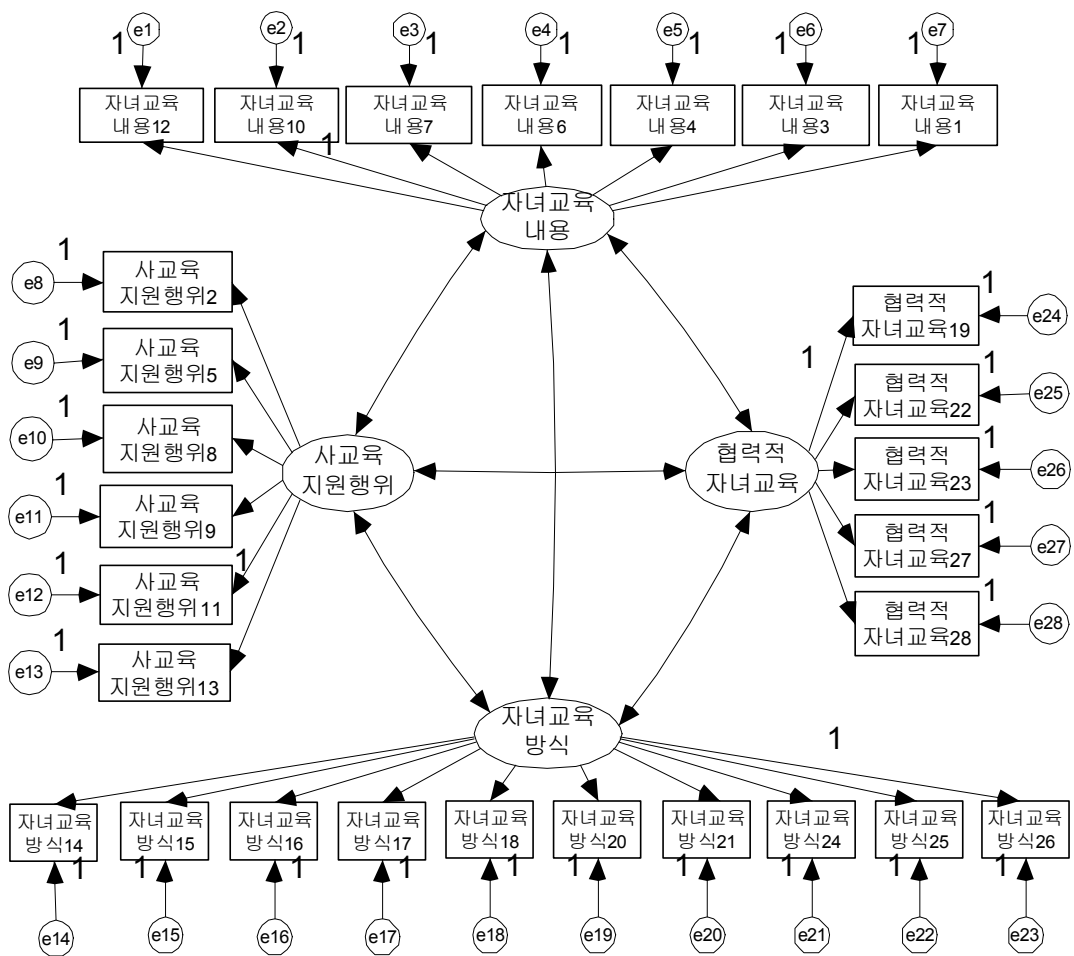 e1
e2
e3
e4
e5
e6
e7
1
1
1
1
1
1
1
자녀교육
내용12
자녀교육
내용10
자녀교육
내용7
자녀교육
내용6
자녀교육
내용4
자녀교육
내용3
자녀교육
내용1
1
자녀교육
내용
1
e8
사교육
지원행위2
1
e9
사교육
지원행위5
1
e10
사교육
지원행위8
1
e11
사교육
지원행위9
1
e12
사교육
지원행위11
1
1
e13
사교육
지원행위13
사교육
지원행위
협력적
자녀교육
1
협력적
자녀교육19
1
e24
협력적
자녀교육22
1
e25
협력적
자녀교육23
1
e26
협력적
자녀교육27
1
e27
협력적
자녀교육28
1
e28
자녀교육
방식
1
자녀교육
방식14
자녀교육
방식15
자녀교육
방식16
자녀교육
방식17
자녀교육
방식18
자녀교육
방식20
자녀교육
방식21
자녀교육
방식24
자녀교육
방식25
자녀교육
방식26
1
1
1
1
1
1
1
1
1
1
e14
e15
e16
e17
e18
e19
e20
e21
e22
e23